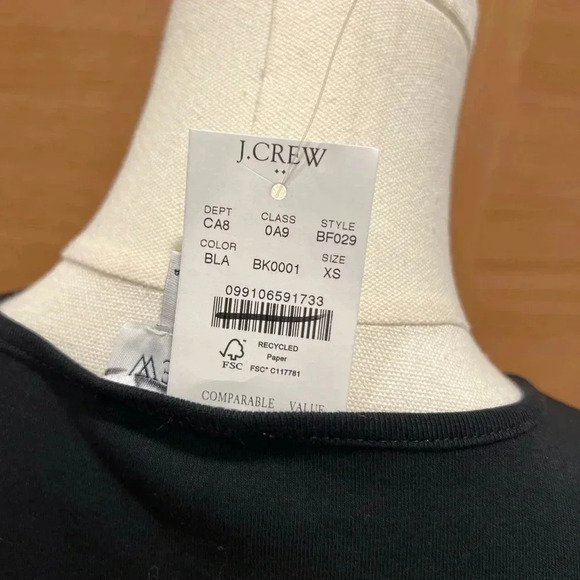 J.CREW
DEPT CLASS STYLE
CA8 0A9 BF029
COLOR SIZE
BLA BK0001 XS
099106591733
RECYCLED
Paper
FSC FSC™ C117781
COMPARABLE VALUE